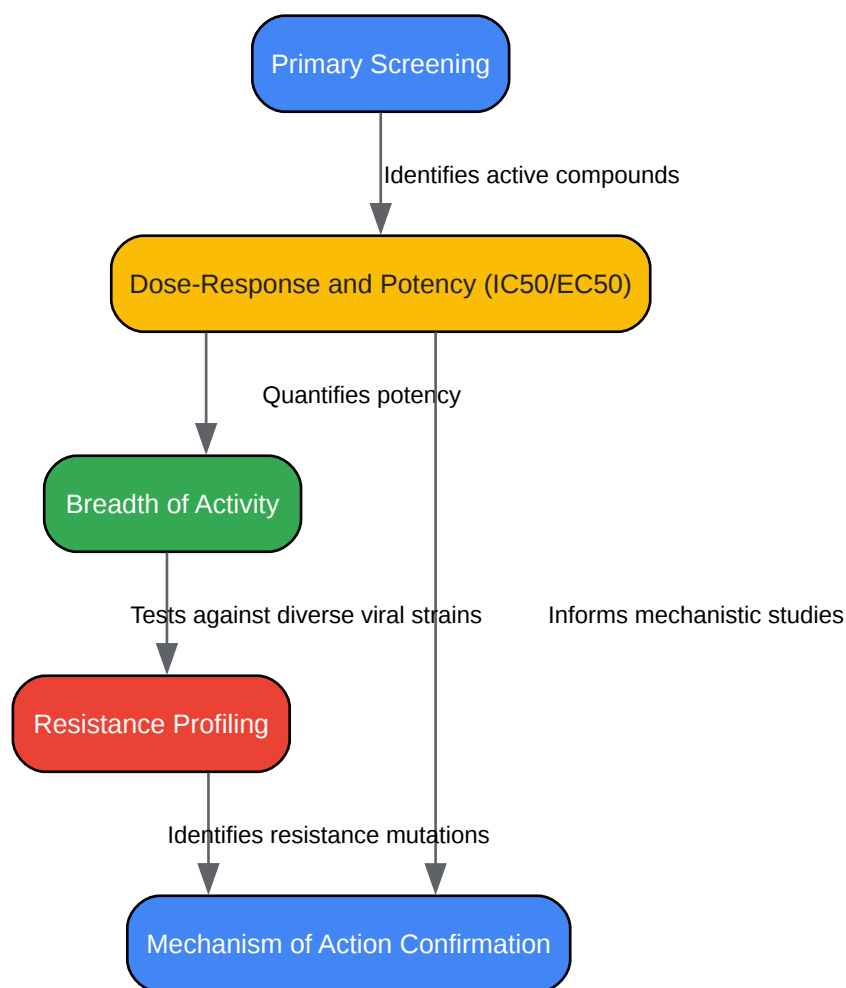 Primary Screening
Identifies active compounds
Dose-Response and Potency (IC50/EC50)
Quantifies potency
Breadth of Activity
Tests against diverse viral strains
Informs mechanistic studies
Resistance Profiling
Identifies resistance mutations
Mechanism of Action Confirmation